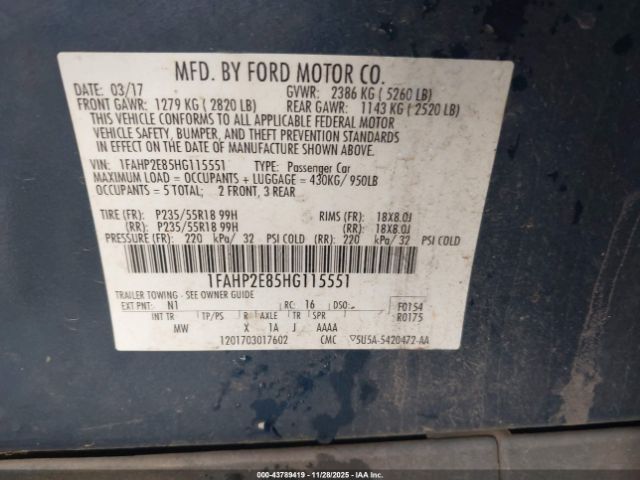 MFD. BY FORD MOTOR CO.
DATE: 03/17 GVWR: 2386 KG ( 5260 LB)
FRONT GAWR: 1279 KG ( 2820 LB) REAR GAWR: 1143 KG ( 2520 LB)
THIS VEHICLE CONFORMS TO ALL APPLICABLE FEDERAL MOTOR
VEHICLE SAFETY, BUMPER, AND THEFT PREVENTION STANDARDS
IN EFFECT ON THE DATE OF MANUFACTURE SHOWN ABOVE.
VIN: 1FAHP2E85HG115551 TYPE: Passenger Car
MAXIMUM LOAD = OCCUPANTS + LUGGAGE = 430KG/ 950LB
OCCUPANTS = 5 TOTAL; 2 FRONT, 3 REAR
TIRE (FR): P235/55R18 99H RIMS (FR): 18X8.0J
(RR): P235/55R18 99H (RR): 18X8.0J
PRESSURE (FR): 220 kPa/ 32 PSI COLD (RR): 220 kPa/ 32 PSI COLD
1FAHP2E85HG115551
TRAILER TOWING - SEE OWNER GUIDE
EXT PNT: N1 RC: 16 DSO: F0154
R0175
INT TR TP/PS R AXLE TR SPR
MW X 1A J AAAA
1201703017602 CMC ▽5U5A-5420472-AA
000-43789419 | 11/28/2025 - IAA Inc.